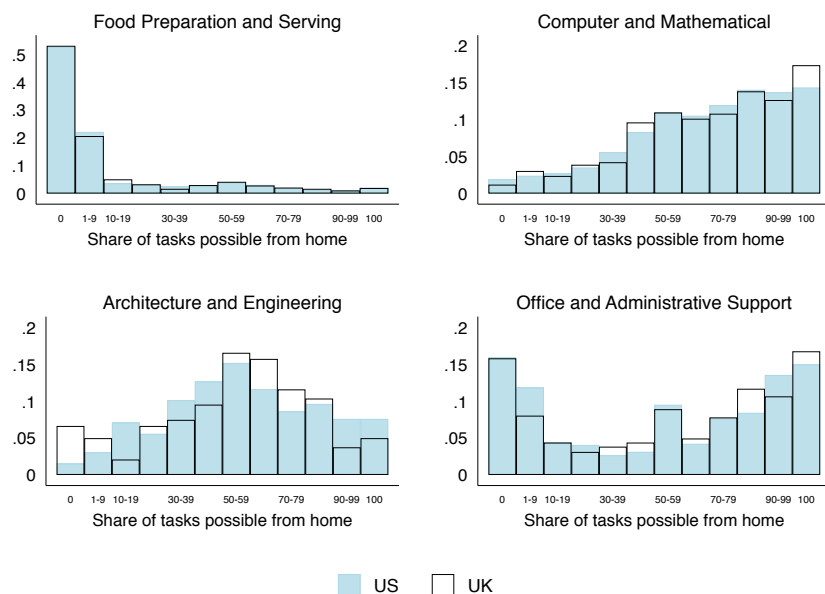 Food Preparation and Serving
.5
.4
.3
.2
.1
0
0 1-9 10-19 30-39 50-59 70-79 90-99 100
Share of tasks possible from home
Computer and Mathematical
.2
.15
.1
.05
0
0 1-9 10-19 30-39 50-59 70-79 90-99 100
Share of tasks possible from home
Architecture and Engineering
.2
.15
.1
.05
0
0 1-9 10-19 30-39 50-59 70-79 90-99 100
Share of tasks possible from home
Office and Administrative Support
.2
.15
.1
.05
0
0 1-9 10-19 30-39 50-59 70-79 90-99 100
Share of tasks possible from home
US UK